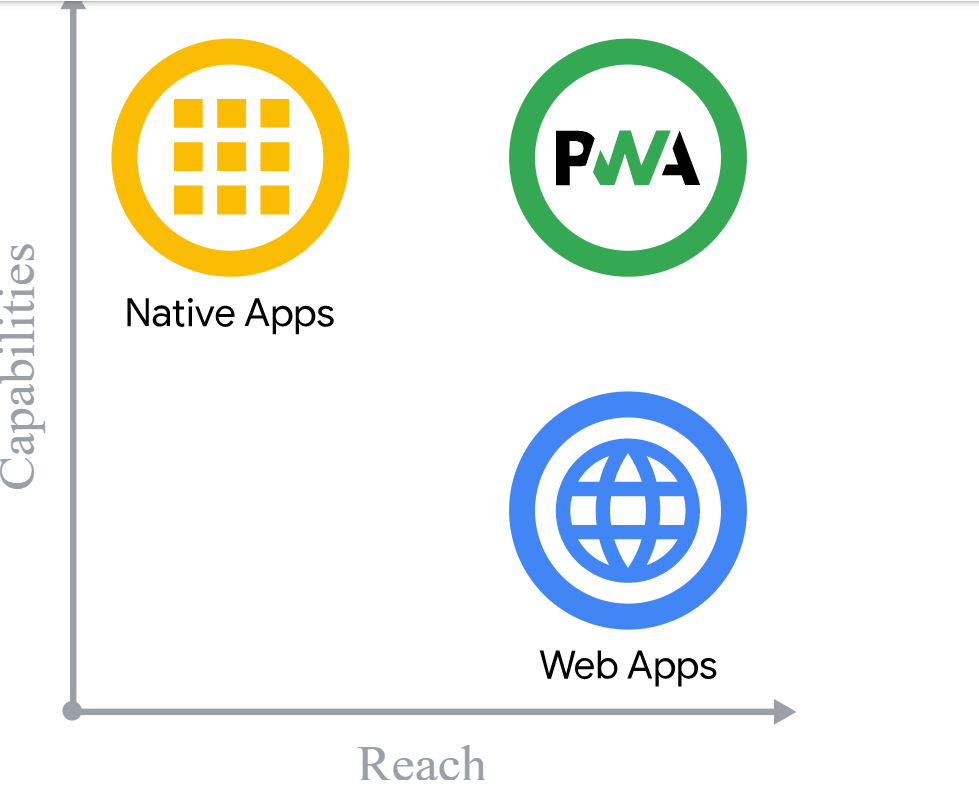 PWA
Native Apps
Capabilities
Web Apps
Reach